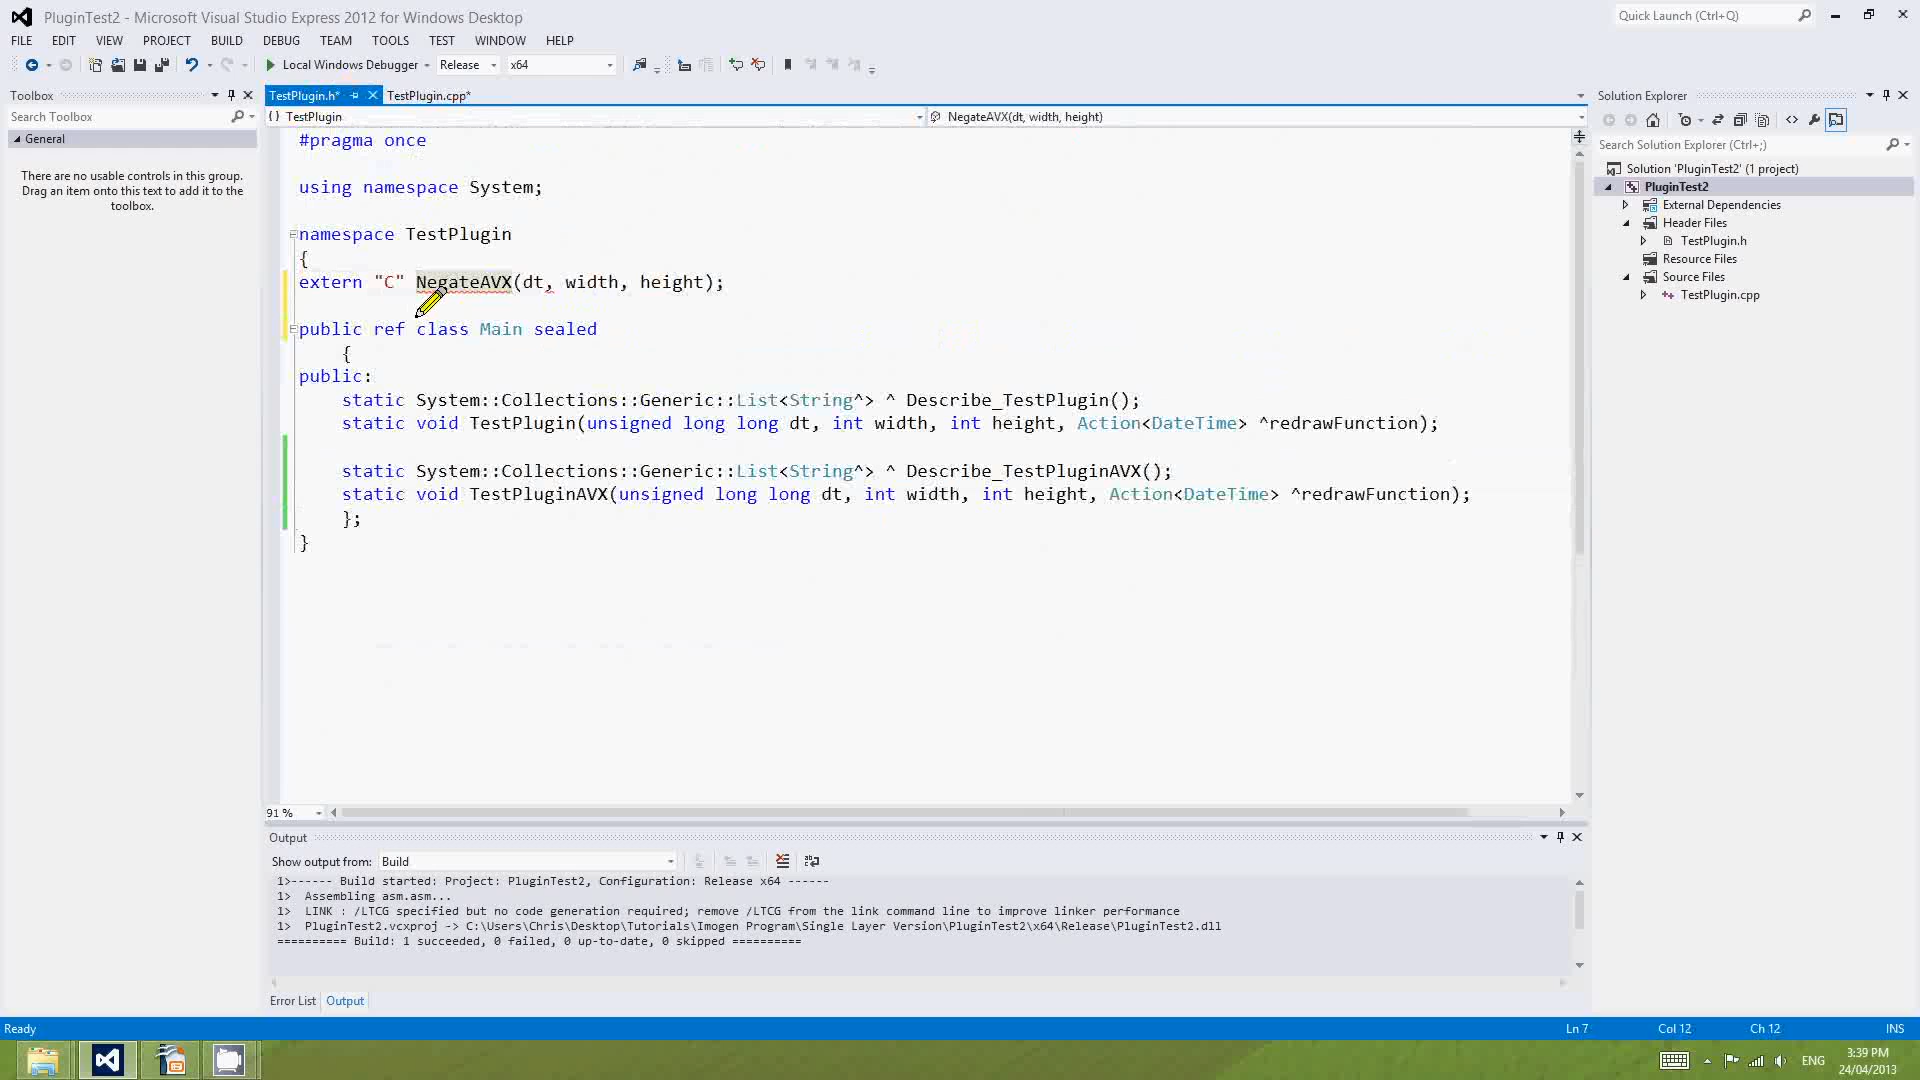 PluginTest2 - Microsoft Visual Studio Express 2012 for Windows Desktop
Quick Launch (Ctrl+Q)
FILE EDIT VIEW PROJECT BUILD DEBUG TEAM TOOLS TEST WINDOW HELP
Local Windows Debugger Release x64
Toolbox
Search Toolbox
General
There are no usable controls in this group.
Drag an item onto this text to add it to the
toolbox.
TestPlugin.h* TestPlugin.cpp*
{ } TestPlugin NegateAVX(dt, width, height)
#pragma once
using namespace System;
namespace TestPlugin
{
extern "C" NegateAVX(dt, width, height);
public ref class Main sealed
{
public:
static System::Collections::Generic::List<String^> ^ Describe_TestPlugin();
static void TestPlugin(unsigned long long dt, int width, int height, Action<DateTime> ^redrawFunction);
static System::Collections::Generic::List<String^> ^ Describe_TestPluginAVX();
static void TestPluginAVX(unsigned long long dt, int width, int height, Action<DateTime> ^redrawFunction);
};
}
91 %
Solution Explorer
Search Solution Explorer (Ctrl+;)
Solution 'PluginTest2' (1 project)
PluginTest2
External Dependencies
Header Files
TestPlugin.h
Resource Files
Source Files
TestPlugin.cpp
Output
Show output from: Build
1>------ Build started: Project: PluginTest2, Configuration: Release x64 ------
1> Assembling asm.asm...
1> LINK : /LTCG specified but no code generation required; remove /LTCG from the link command line to improve linker performance
1> PluginTest2.vcxproj -> C:\Users\Chris\Desktop\Tutorials\Imogen Program\Single Layer Version\PluginTest2\x64\Release\PluginTest2.dll
========== Build: 1 succeeded, 0 failed, 0 up-to-date, 0 skipped ==========
Error List Output
Ready Ln 7 Col 12 Ch 12 INS
ENG 3:39 PM
24/04/2013